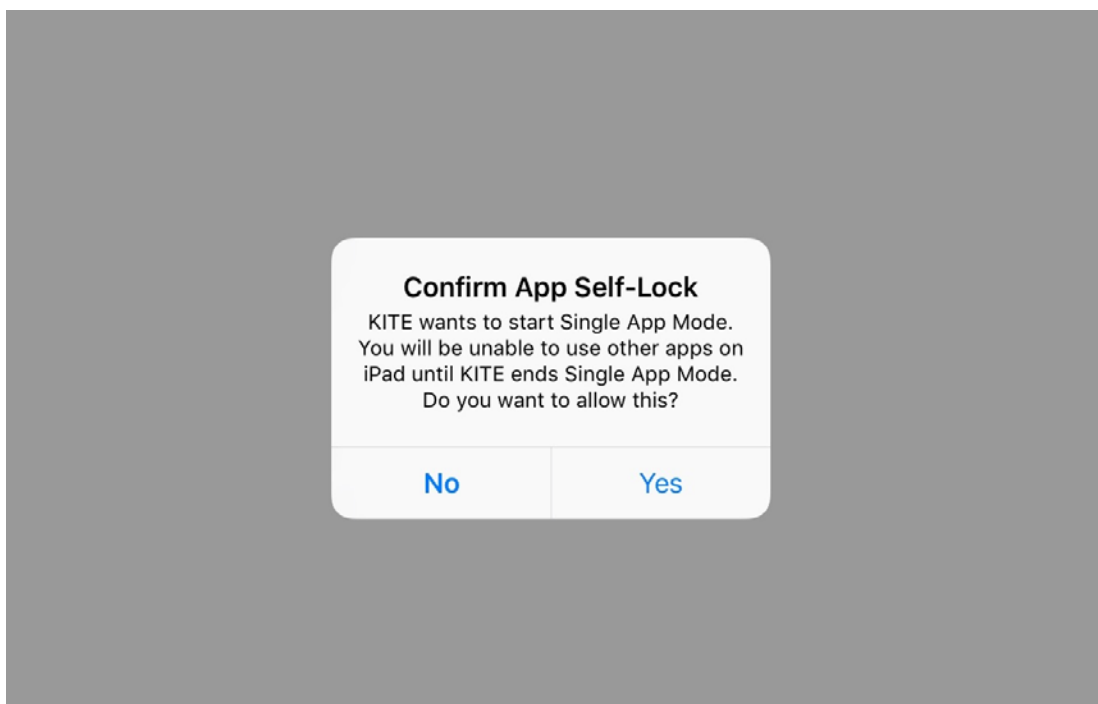 Confirm App Self-Lock
KITE wants to start Single App Mode.
You will be unable to use other apps on
iPad until KITE ends Single App Mode.
Do you want to allow this?
No
Yes